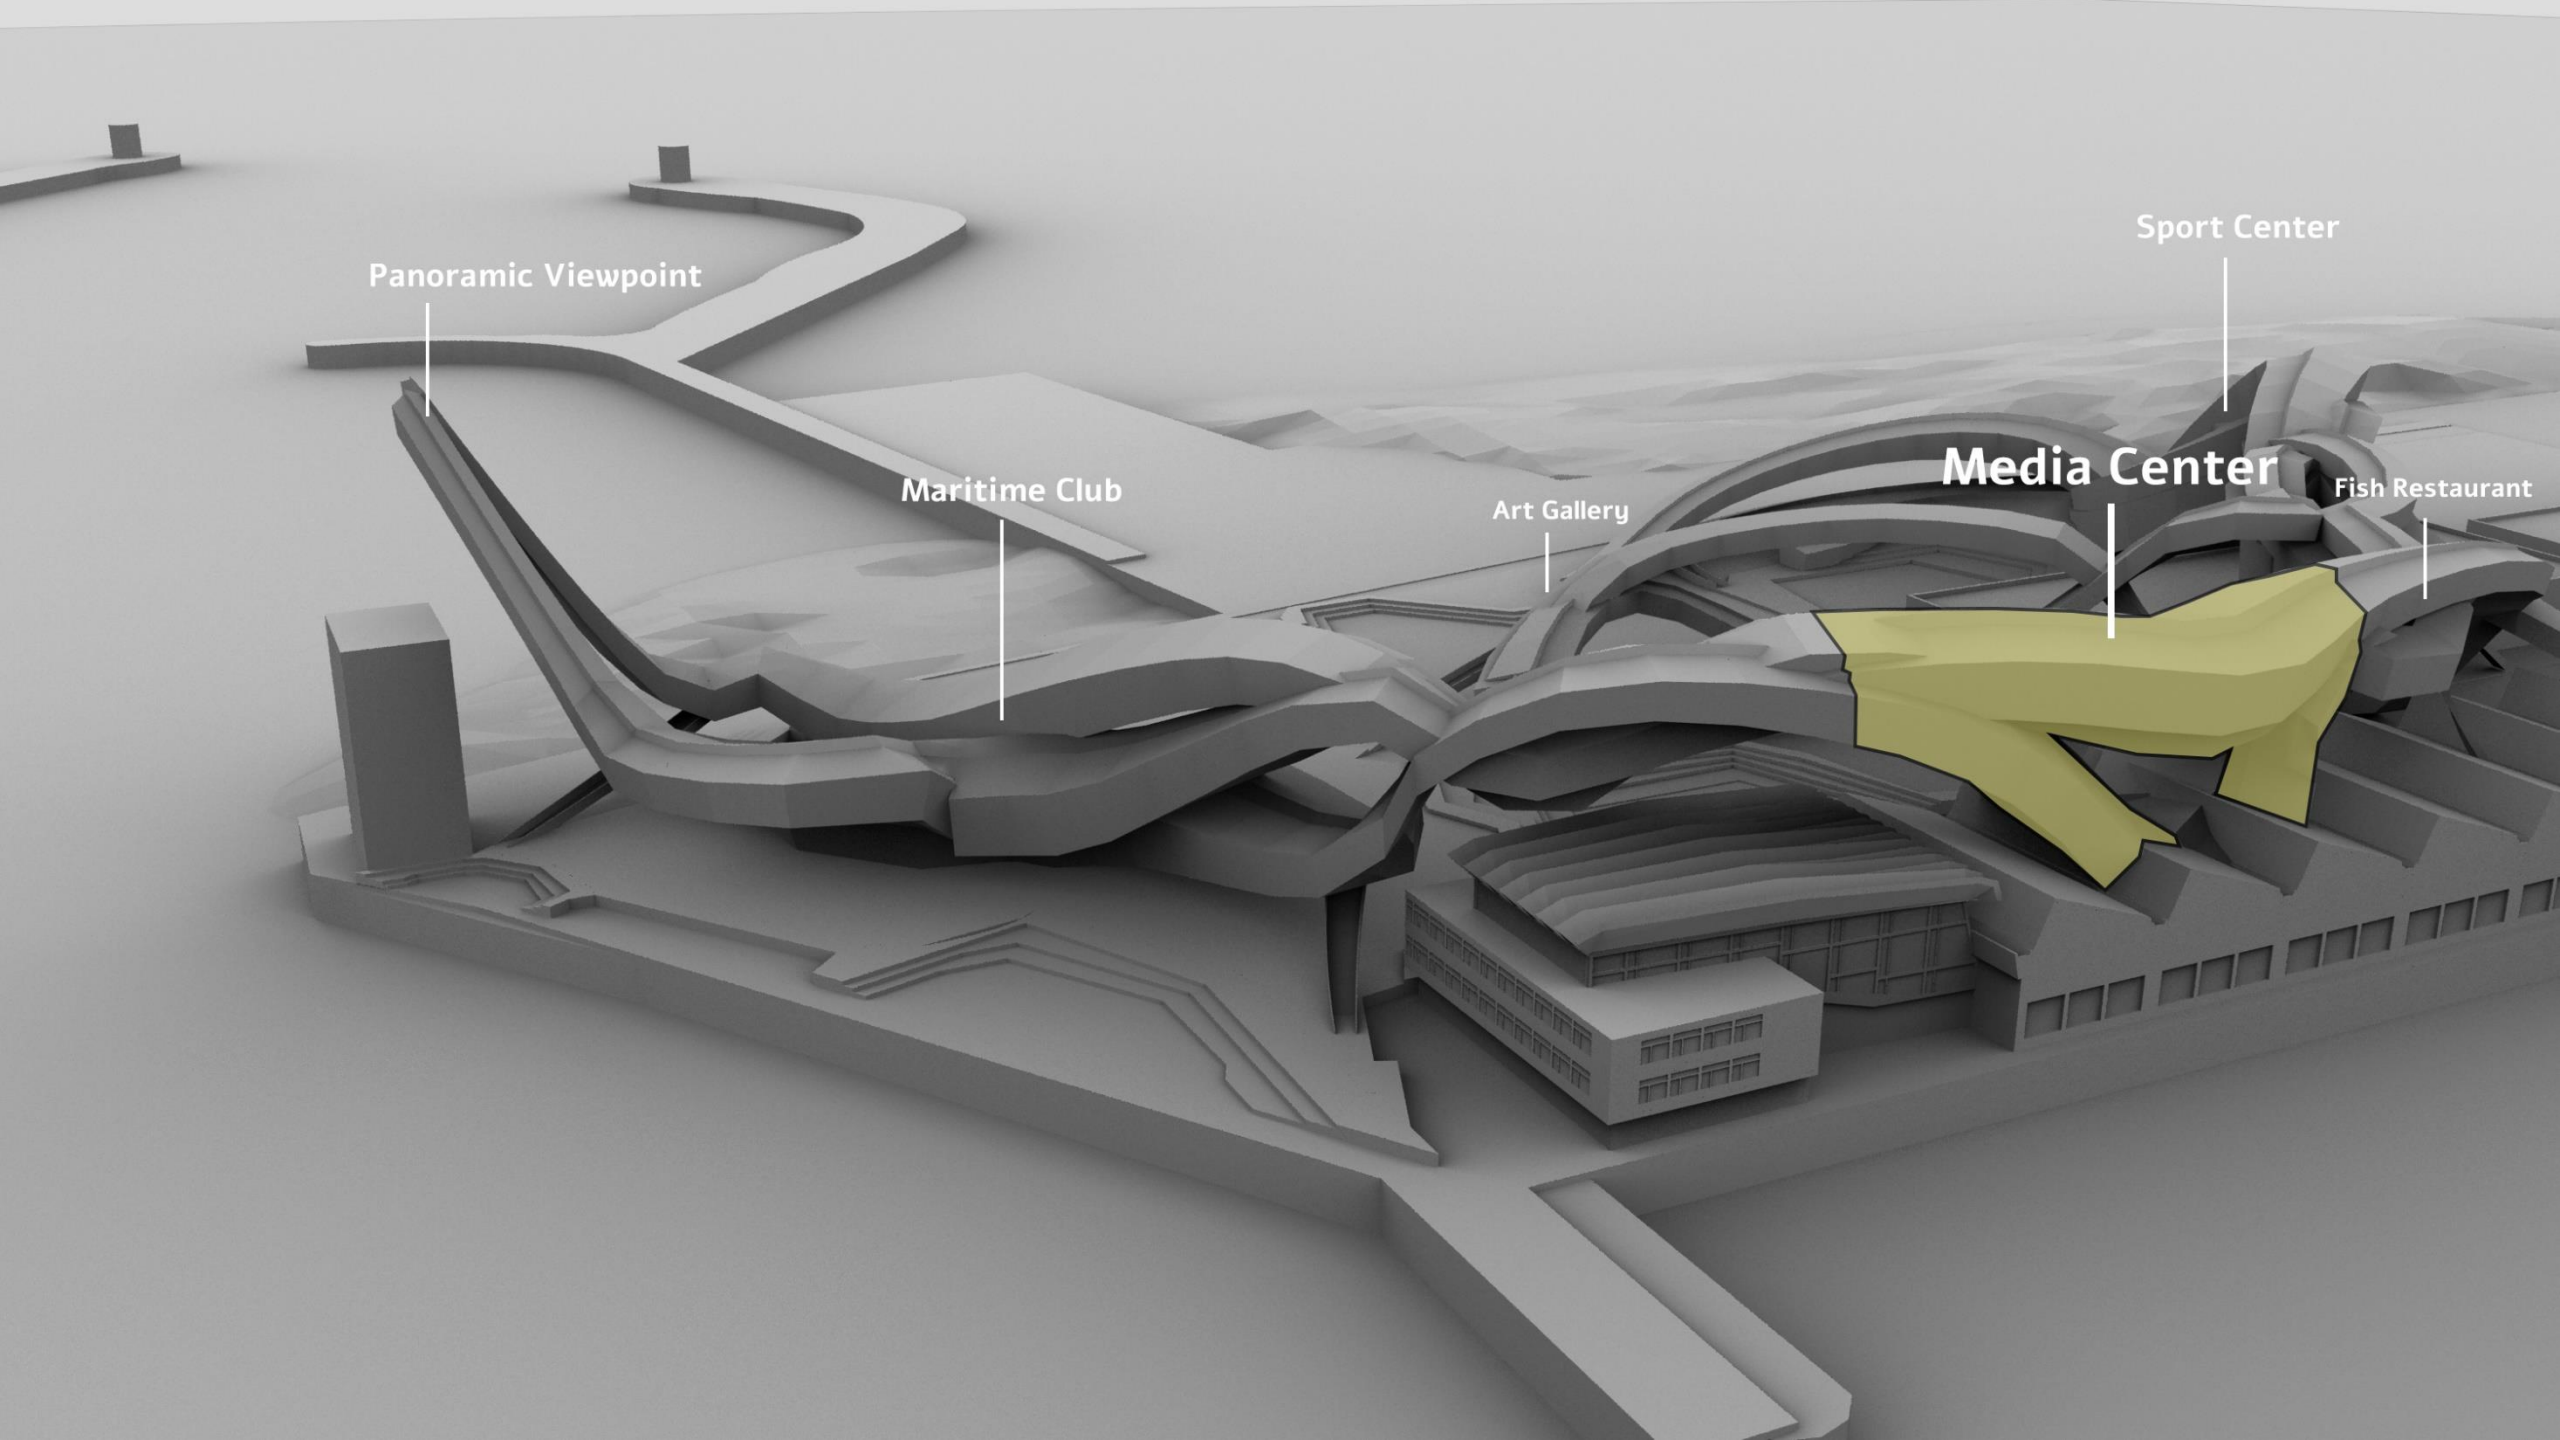 Sport Center
Panoramic Viewpoint
Media Center
Maritime Club
Fish Restaurant
Art Gallery